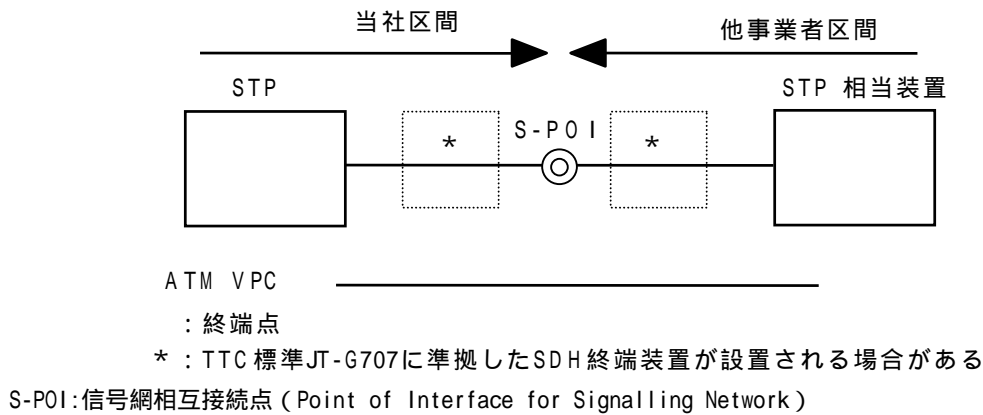 当社区間
他事業者区間
STP
STP 相当装置
*
S-POI
*
ATM VPC
:終端点
*:TTC標準JT-G707に準拠したSDH終端装置が設置される場合がある
S-POI:信号網相互接続点(Point of Interface for Signalling Network)